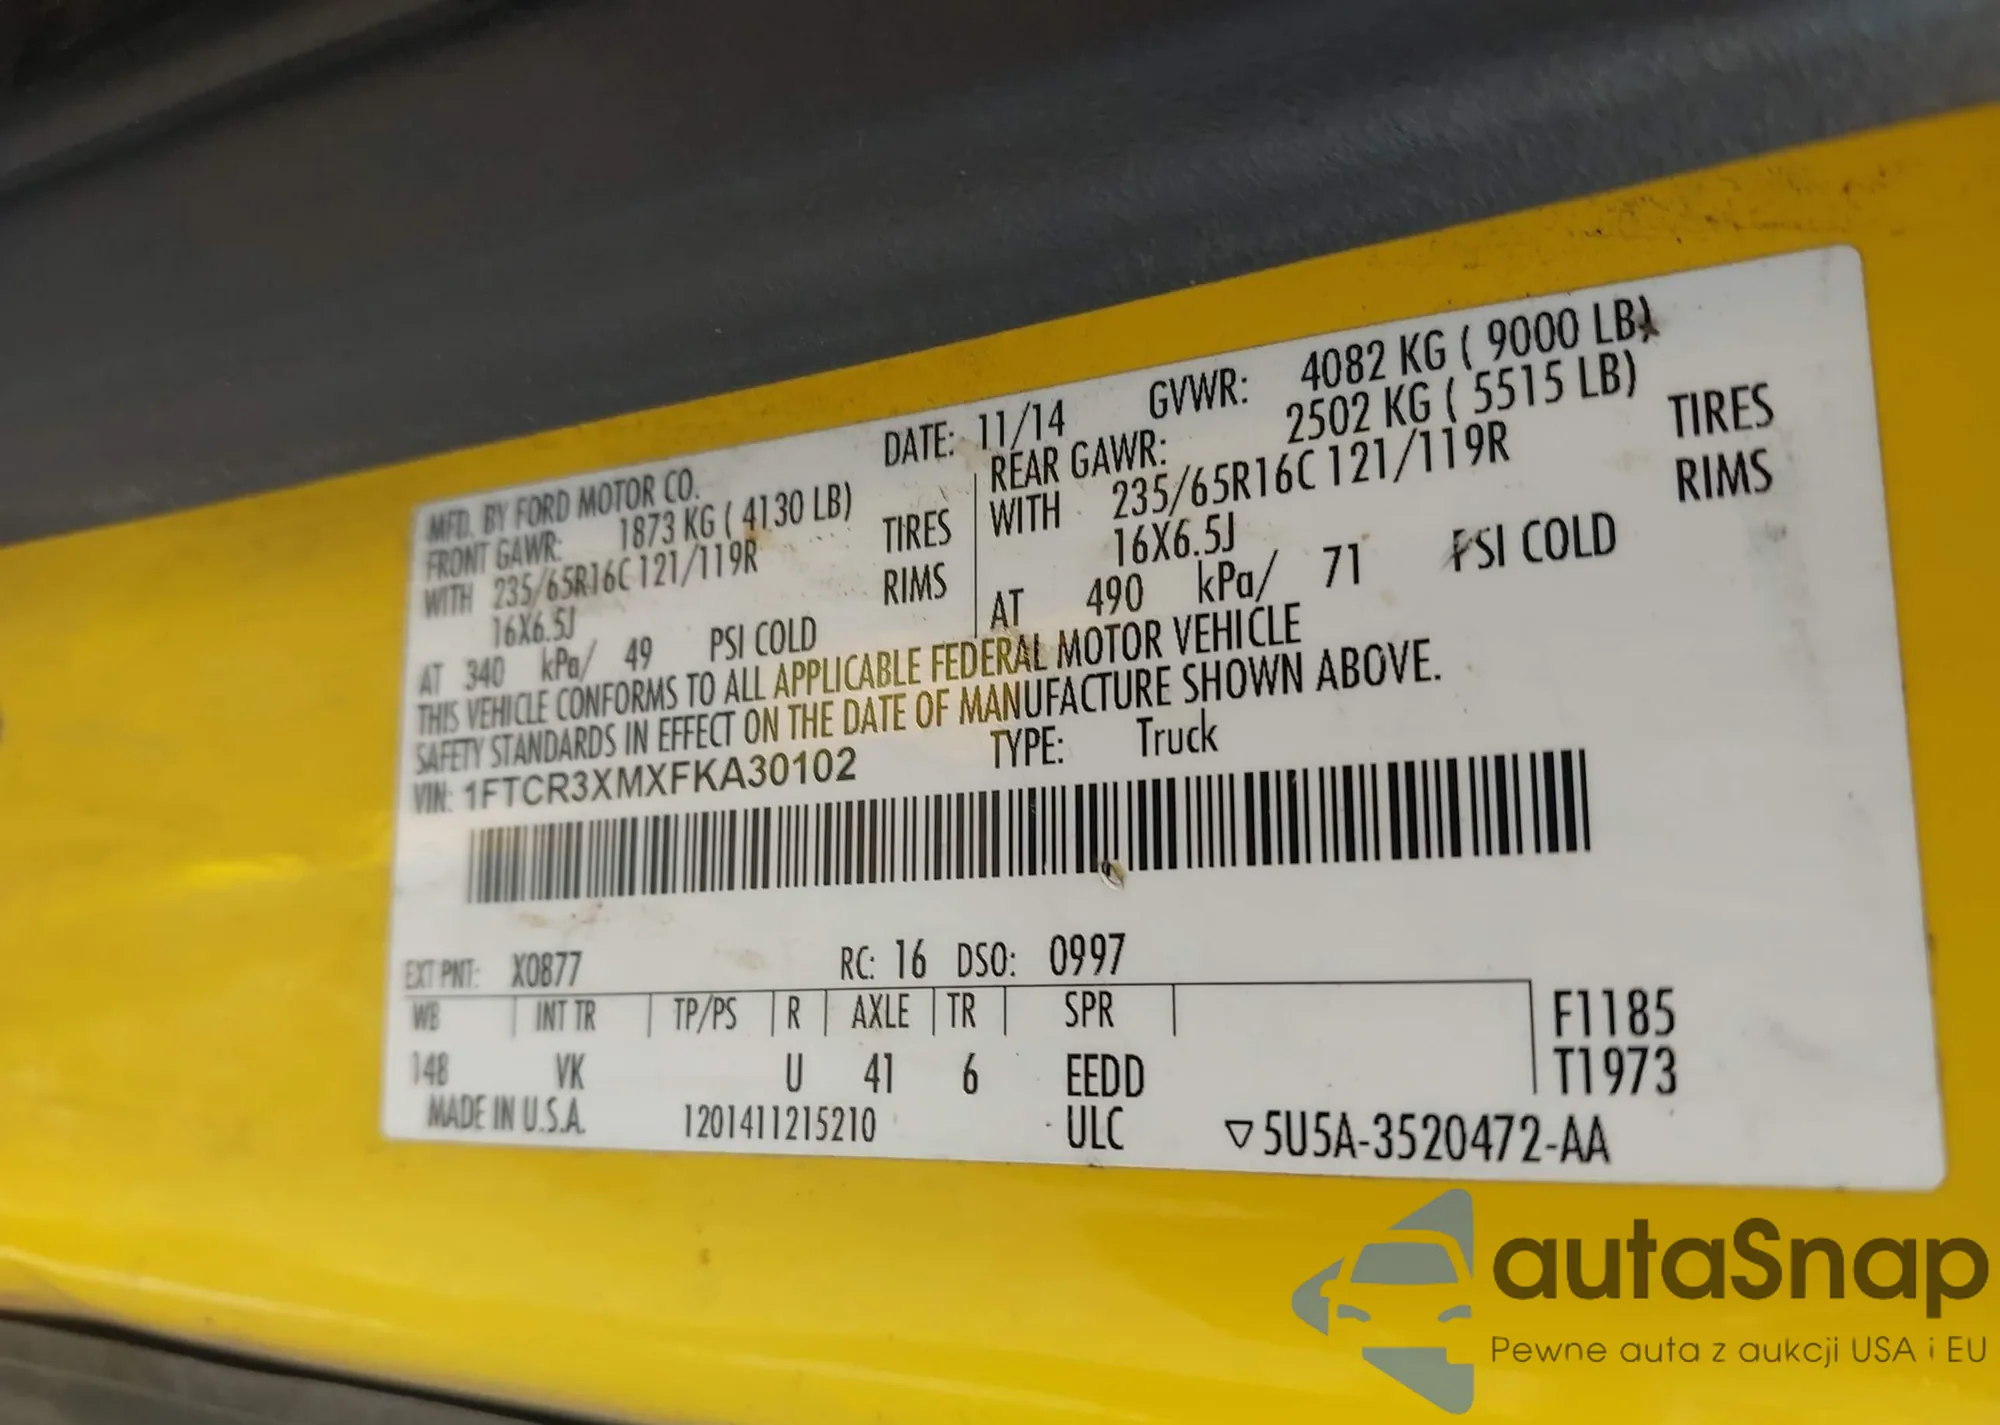 MFD. BY FORD MOTOR CO. DATE: 11/14 GVWR: 4082 KG ( 9000 LB)
FRONT GAWR: 1873 KG ( 4130 LB) REAR GAWR: 2502 KG ( 5515 LB)
WITH 235/65R16C 121/119R TIRES WITH 235/65R16C 121/119R TIRES
16X6.5J RIMS 16X6.5J RIMS
AT 340 kPa/ 49 PSI COLD AT 490 kPa/ 71 PSI COLD
THIS VEHICLE CONFORMS TO ALL APPLICABLE FEDERAL MOTOR VEHICLE
SAFETY STANDARDS IN EFFECT ON THE DATE OF MANUFACTURE SHOWN ABOVE.
VIN: 1FTCR3XMXFKA30102 TYPE: Truck
EXT PNT: X0877 RC: 16 DSO: 0997
WB INT TR TP/PS R AXLE TR SPR F1185
148 VK U 41 6 EEDD T1973
MADE IN U.S.A. 1201411215210 ULC ▽5U5A-3520472-AA
autaSnap
Pewne auta z aukcji USA i EU